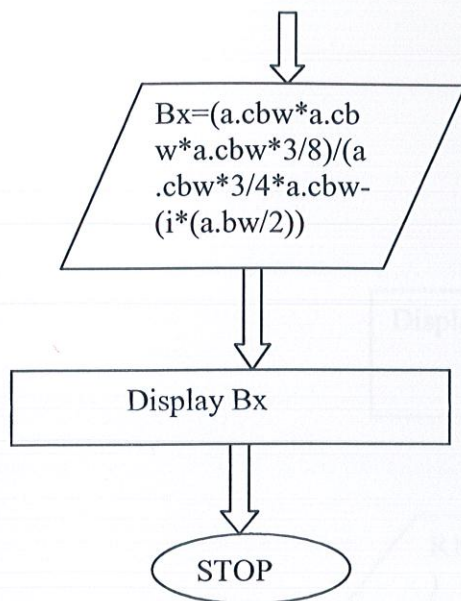 Bx=(a.cbw*a.cb
w*a.cbw*3/8)/(a
.cbw*3/4*a.cbw-
(i*(a.bw/2))
Display Bx
STOP